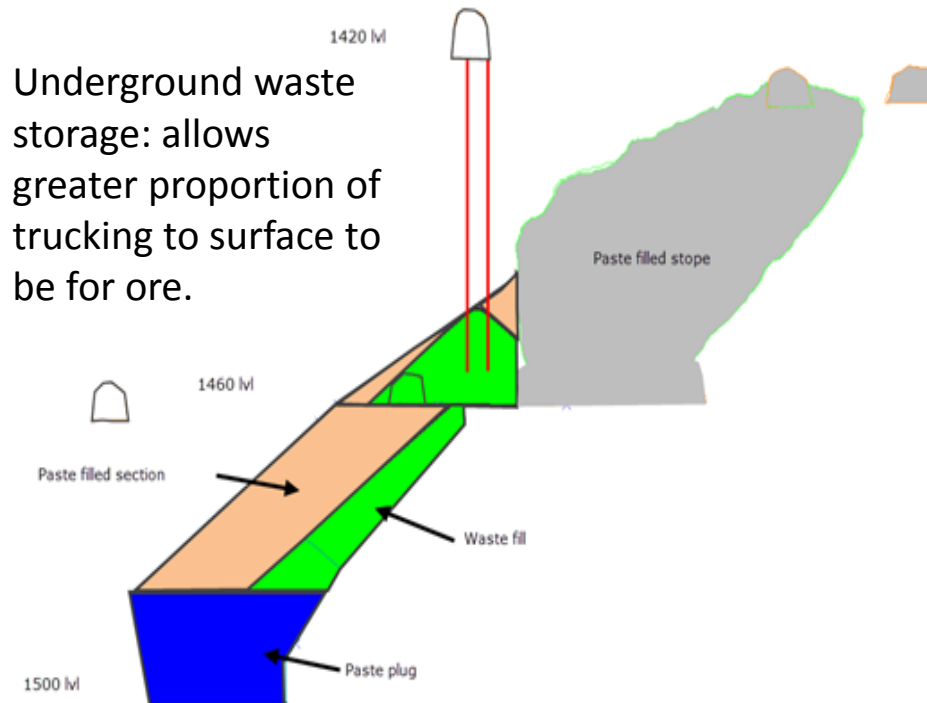 1420 lvl
Underground waste
storage: allows
greater proportion of
trucking to surface to
be for ore.
Paste filled stope
1460 lvl
Paste filled section
Waste fill
Paste plug
1500 lvl